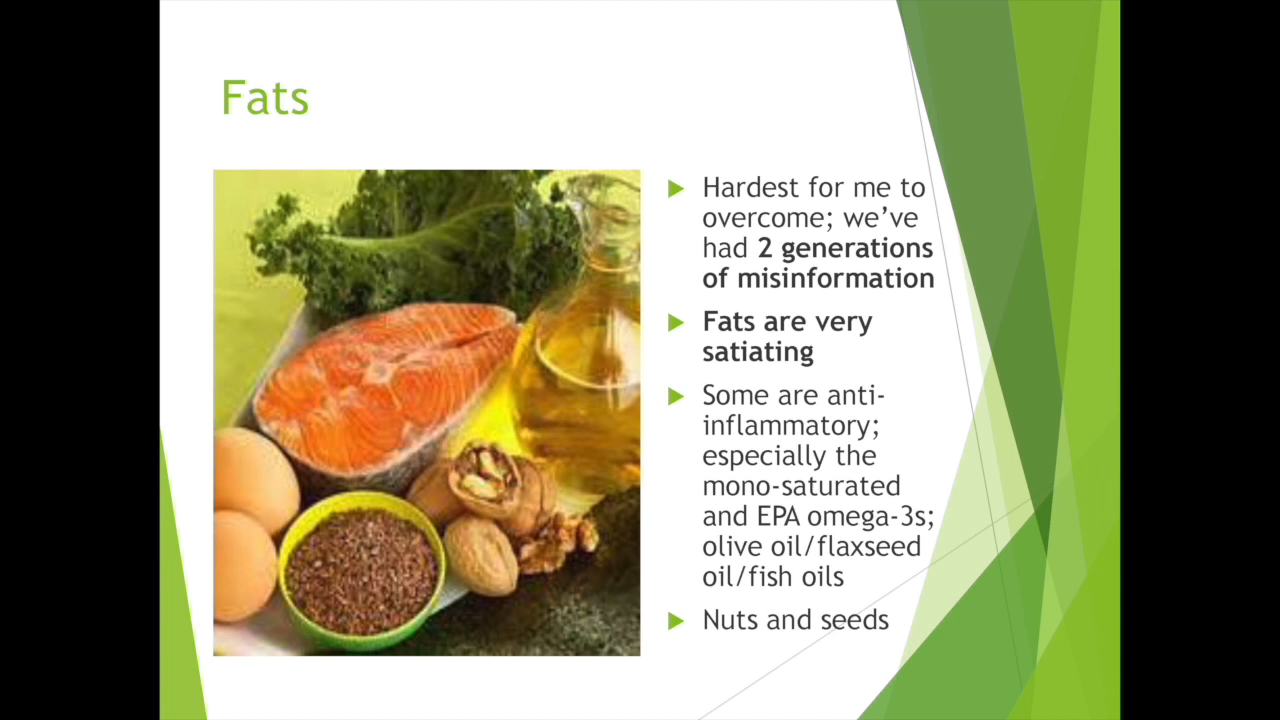 Fats
Hardest for me to
overcome; we’ve
had 2 generations
of misinformation
Fats are very
satiating
Some are anti-
inflammatory;
especially the
mono-saturated
and EPA omega-3s;
olive oil/flaxseed
oil/fish oils
Nuts and seeds